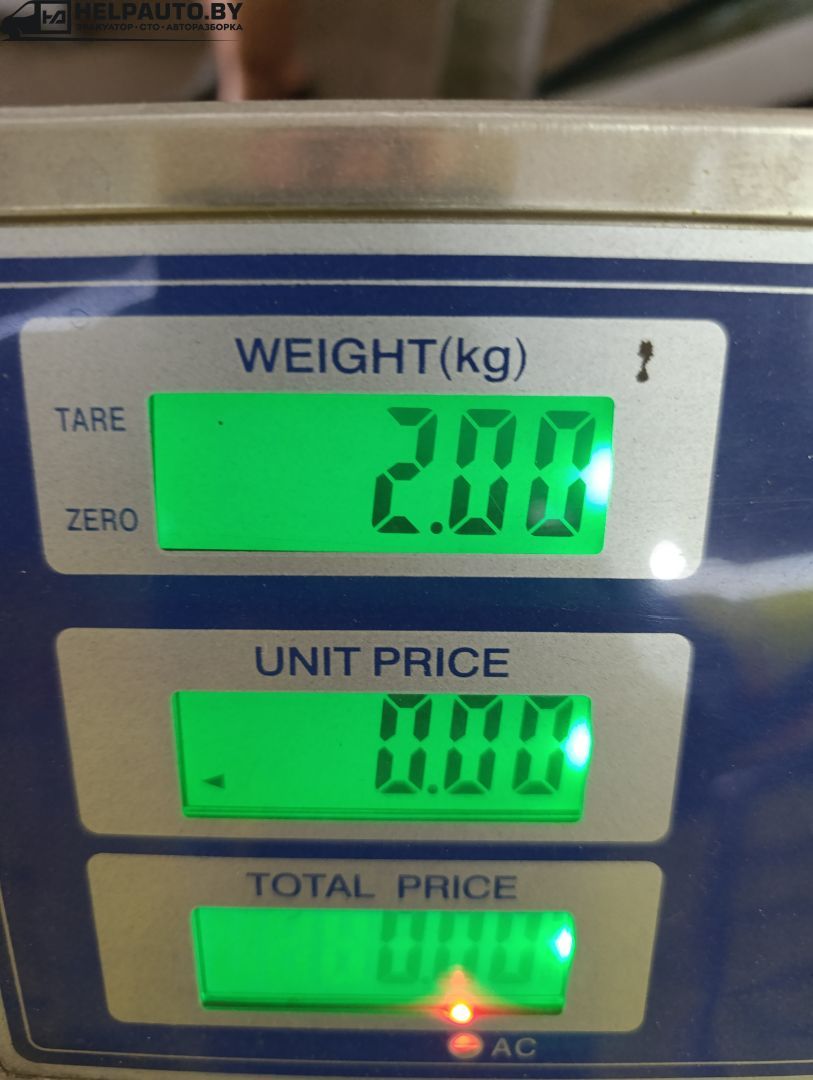 HELPAUTO.BY
ЭВАКУАТОР • СТО • АВТОРАЗБОРКА
WEIGHT(kg)
TARE
2.00
ZERO
UNIT PRICE
0.00
TOTAL PRICE
0.00
AC